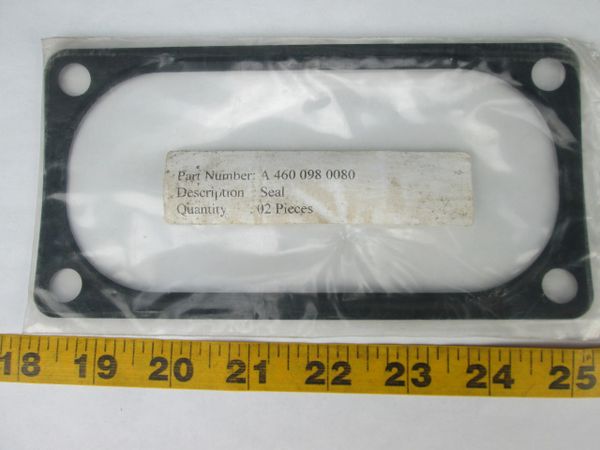 Part Number: A 460 098 0080
Description : Seal
Quantity : 02 Pieces
18 19 20 21 22 23 24 25